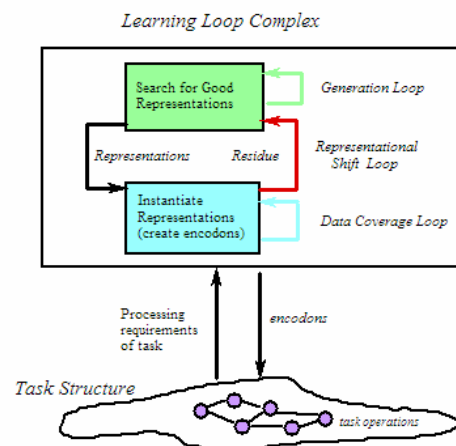 Learning Loop Complex
Search for Good
Representations
Generation Loop
Representations
Residue
Representational
Shift Loop
Instantiate
Representations
(create encodons)
Data Coverage Loop
Processing
requirements
of task
encodons
Task Structure
task operations